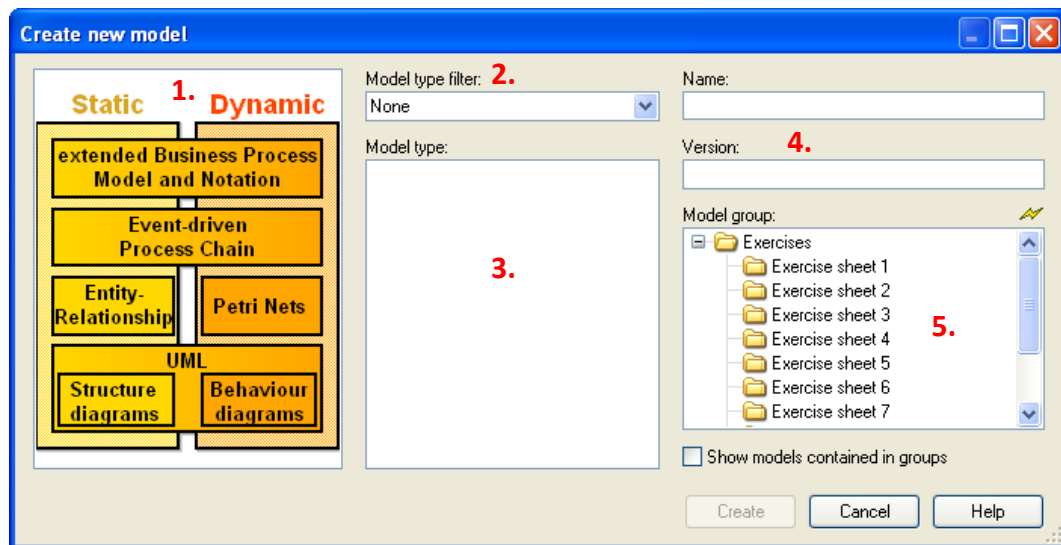 Create new model
1.
Static Dynamic
extended Business Process
Model and Notation
Event-driven
Process Chain
Entity-
Relationship
Petri Nets
UML
Structure
diagrams
Behaviour
diagrams
Model type filter: 2.
None
Model type:
3.
Name:
Version: 4.
Model group:
Exercises
Exercise sheet 1
Exercise sheet 2
Exercise sheet 3
Exercise sheet 4
Exercise sheet 5
Exercise sheet 6
Exercise sheet 7
5.
Show models contained in groups
Create Cancel Help